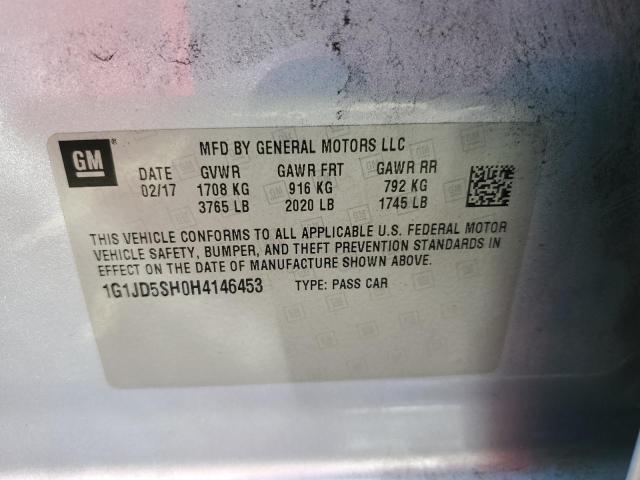 GM ®
MFD BY GENERAL MOTORS LLC
DATE GVWR GAWR FRT GAWR RR
02/17 1708 KG 916 KG 792 KG
3765 LB 2020 LB 1745 LB
THIS VEHICLE CONFORMS TO ALL APPLICABLE U.S. FEDERAL MOTOR
VEHICLE SAFETY, BUMPER, AND THEFT PREVENTION STANDARDS IN
EFFECT ON THE DATE OF MANUFACTURE SHOWN ABOVE.
1G1JD5SH0H4146453 TYPE: PASS CAR